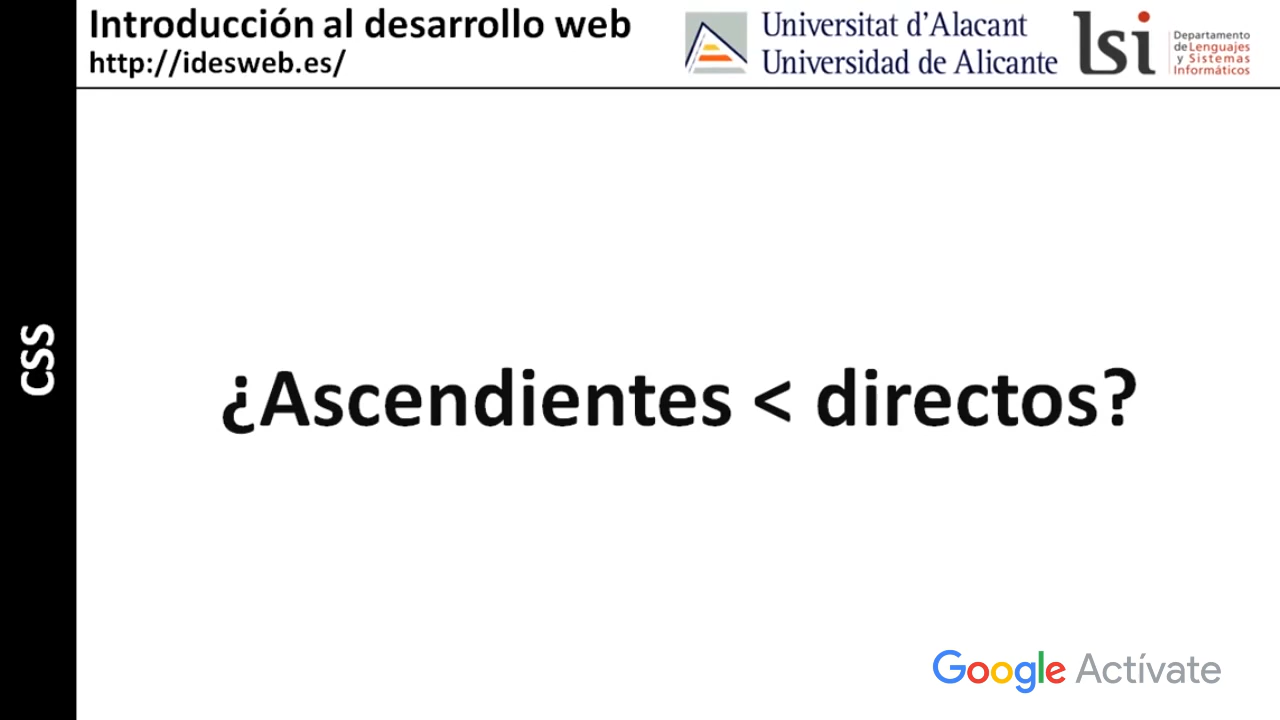 Introducción al desarrollo web
http://idesweb.es/
Universitat d'Alacant
Universidad de Alicante
lsi
Departamento
de Lenguajes
y Sistemas
Informáticos
CSS
¿Ascendientes < directos?
Google Actívate